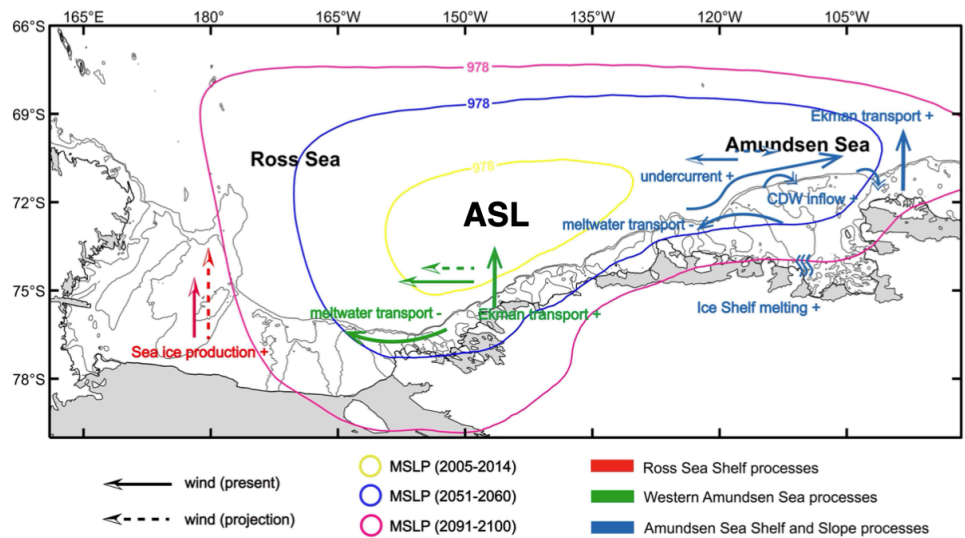 165°E 180° 165°W 150°W 135°W 120°W 105°W
66°S
69°S
72°S
75°S
78°S
978
978
978
Ekman transport +
Amundsen Sea
Ross Sea
undercurrent +
CDW inflow +
ASL
meltwater transport -
meltwater transport -
Ekman transport +
Ice Shelf melting +
Sea ice production +
wind (present)
wind (projection)
MSLP (2005-2014)
MSLP (2051-2060)
MSLP (2091-2100)
Ross Sea Shelf processes
Western Amundsen Sea processes
Amundsen Sea Shelf and Slope processes